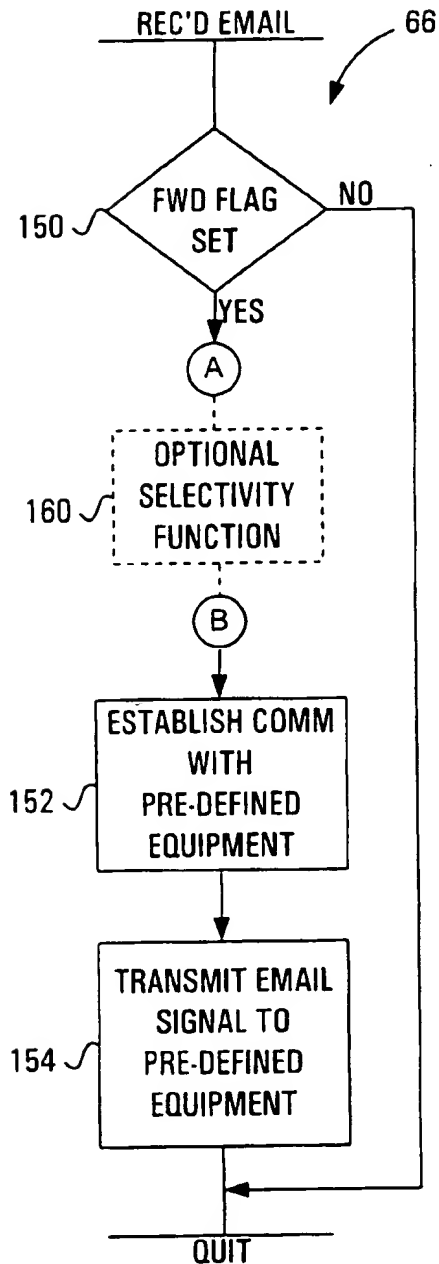 REC'D EMAIL
66
150
FWD FLAG
SET
NO
YES
A
160
OPTIONAL
SELECTIVITY
FUNCTION
B
152
ESTABLISH COMM
WITH
PRE-DEFINED
EQUIPMENT
154
TRANSMIT EMAIL
SIGNAL TO
PRE-DEFINED
EQUIPMENT
QUIT